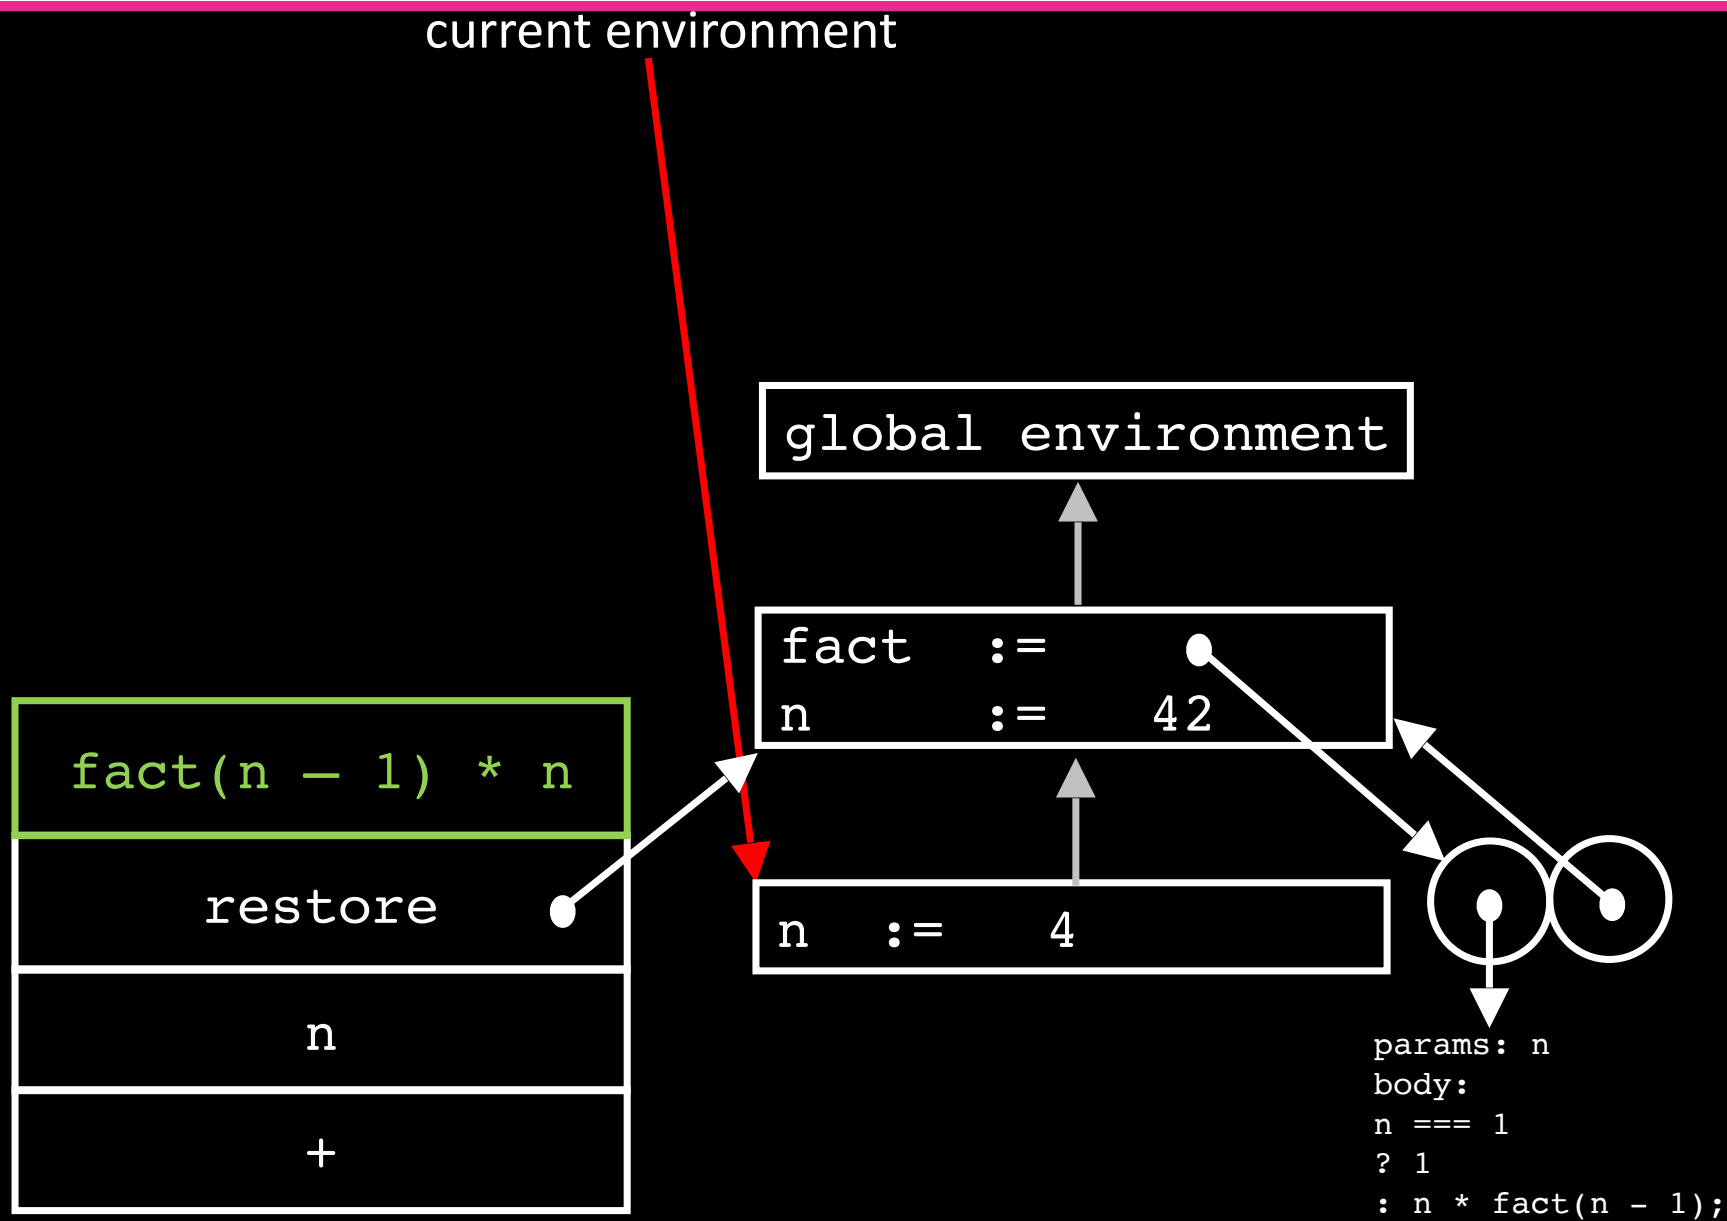 current environment
global environment
fact := 
n := 42
fact(n – 1) * n
restore
n := 4
n
+
params: n
body:
n === 1
? 1
: n * fact(n - 1);